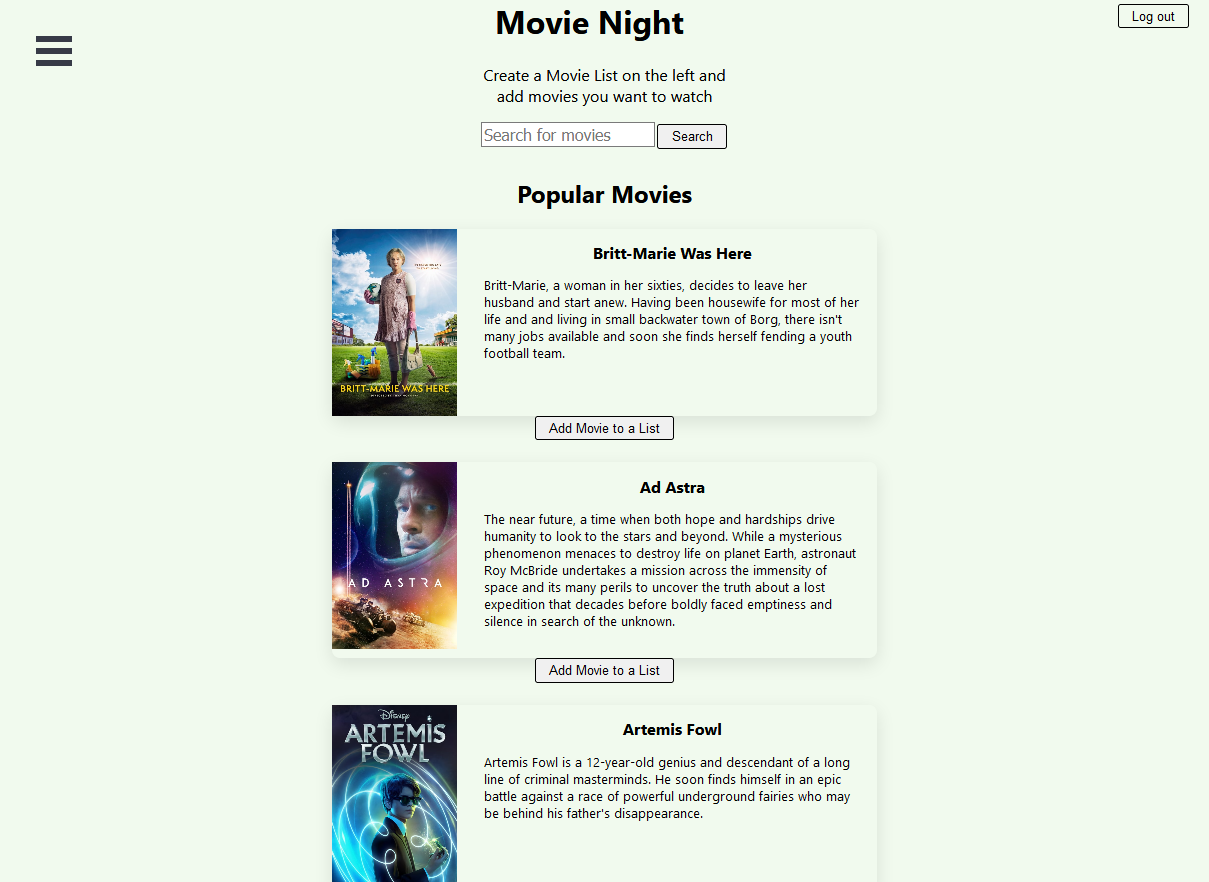 Movie Night
Log out
Create a Movie List on the left and
add movies you want to watch
Search for movies
Search
Popular Movies
BRITT-MARIE WAS HERE
Britt-Marie Was Here
Britt-Marie, a woman in her sixties, decides to leave her
husband and start anew. Having been housewife for most of her
life and and living in small backwater town of Borg, there isn't
many jobs available and soon she finds herself fending a youth
football team.
Add Movie to a List
AD ASTRA
Ad Astra
The near future, a time when both hope and hardships drive
humanity to look to the stars and beyond. While a mysterious
phenomenon menaces to destroy life on planet Earth, astronaut
Roy McBride undertakes a mission across the immensity of
space and its many perils to uncover the truth about a lost
expedition that decades before boldly faced emptiness and
silence in search of the unknown.
Add Movie to a List
Disney
ARTEMIS
FOWL
Artemis Fowl
Artemis Fowl is a 12-year-old genius and descendant of a long
line of criminal masterminds. He soon finds himself in an epic
battle against a race of powerful underground fairies who may
be behind his father's disappearance.